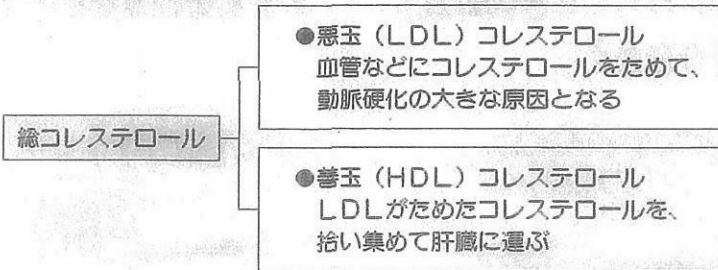 総コレステロール
●悪玉（ＬＤＬ）コレステロール
血管などにコレステロールをためて、
動脈硬化の大きな原因となる
●善玉（ＨＤＬ）コレステロール
ＬＤＬがためたコレステロールを、
拾い集めて肝臓に運ぶ